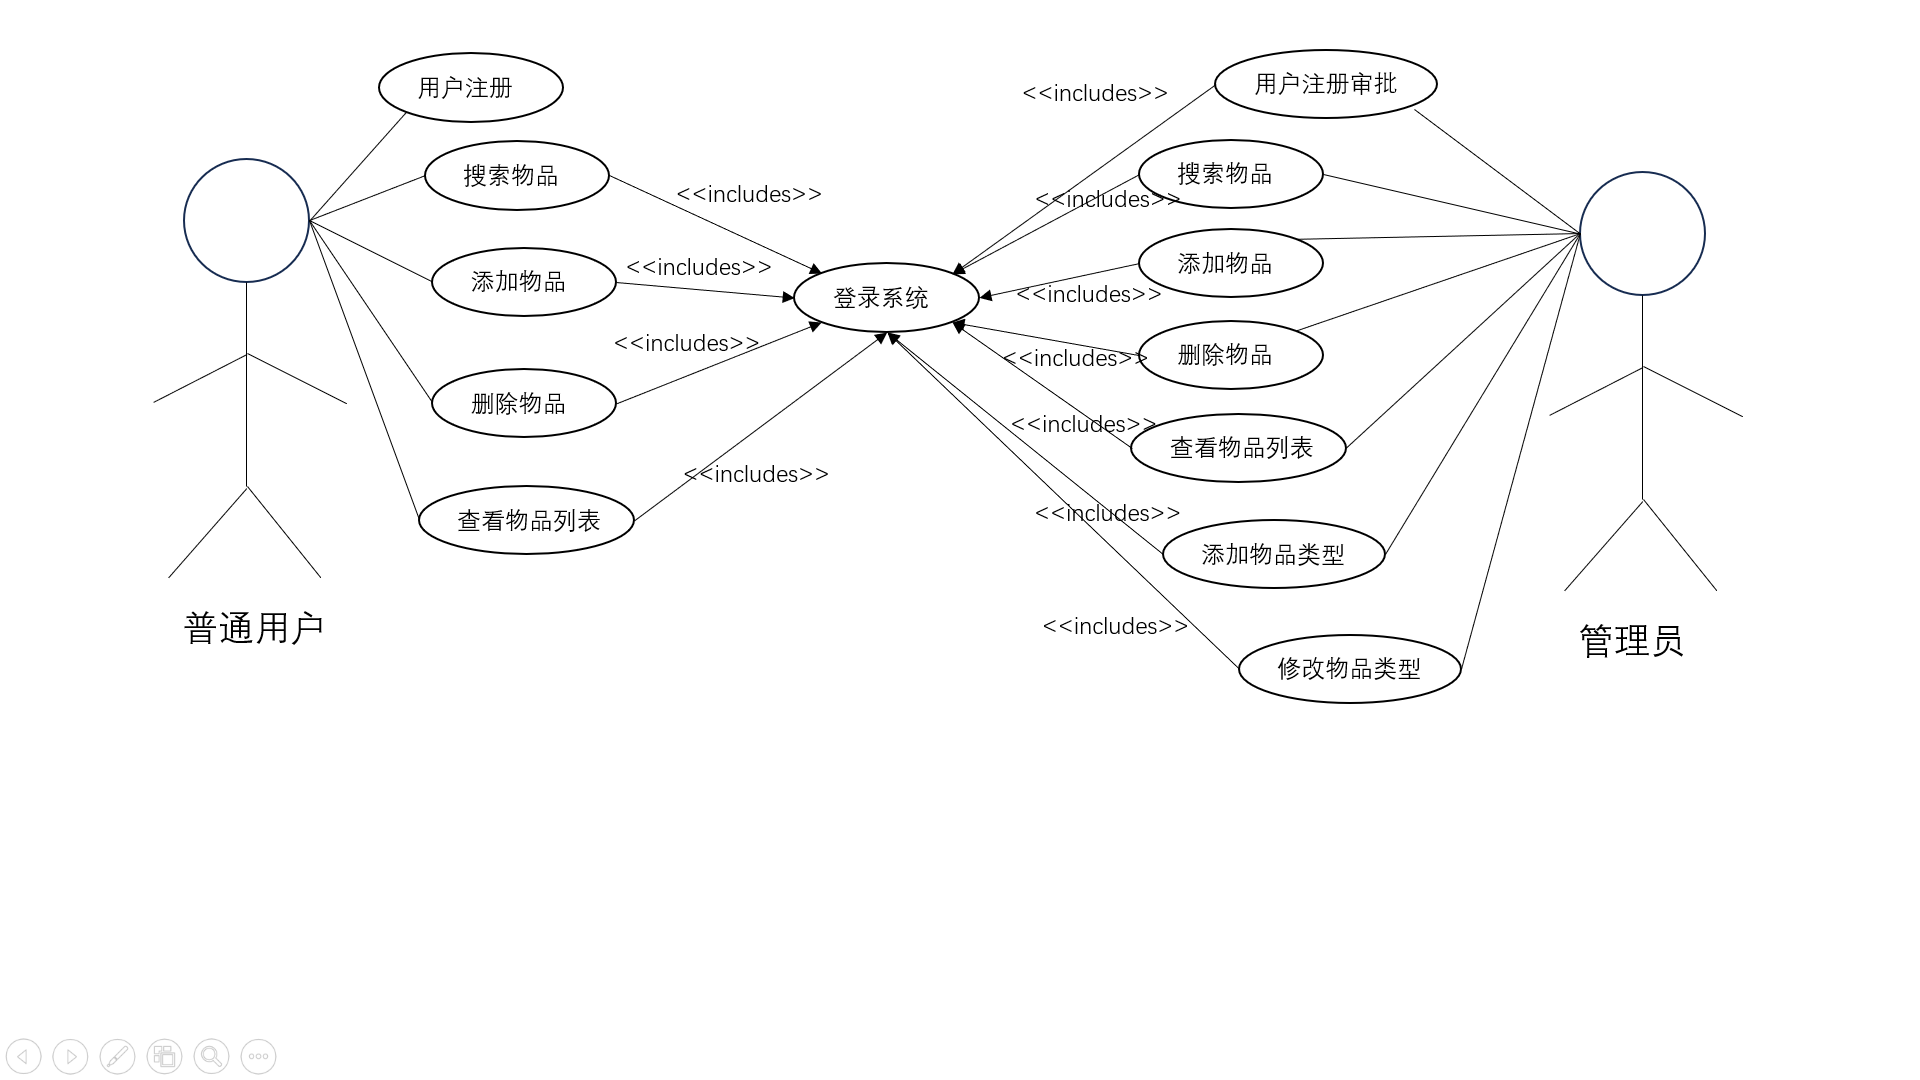 用户注册
搜索物品
添加物品
删除物品
查看物品列表
普通用户
<<includes>>
<<includes>>
<<includes>>
<<includes>>
登录系统
<<includes>>
<<includes>>
<<includes>>
<<includes>>
<<includes>>
<<includes>>
<<includes>>
用户注册审批
搜索物品
添加物品
删除物品
查看物品列表
添加物品类型
修改物品类型
管理员